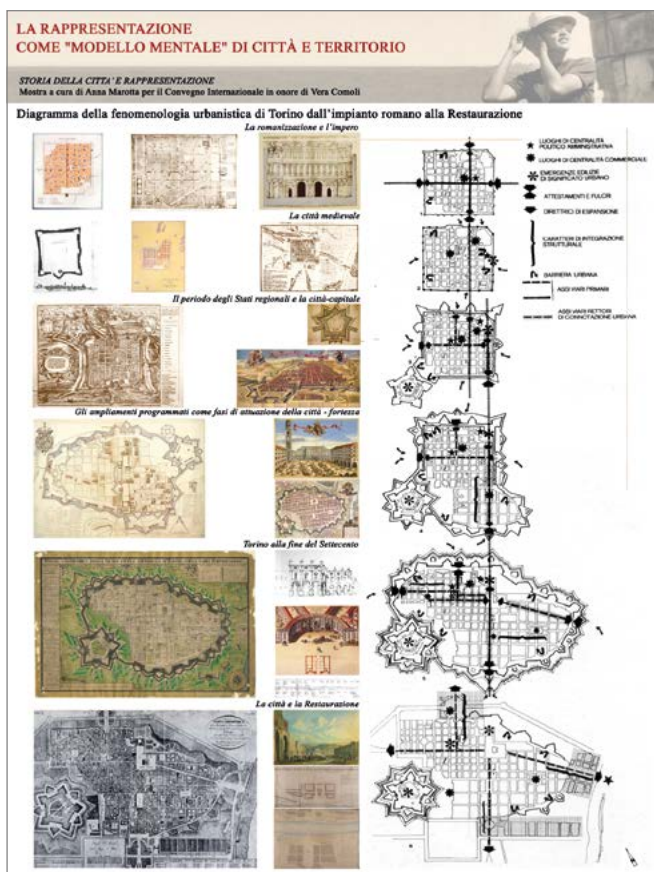 LA RAPPRESENTAZIONE
COME "MODELLO MENTALE" DI CITTÀ E TERRITORIO
STORIA DELLA CITTA' E RAPPRESENTAZIONE
Mostra a cura di Anna Marotta per il Convegno Internazionale in onore di Vera Comoli
Diagramma della fenomenologia urbanistica di Torino dall'impianto romano alla Restaurazione
La romanizzazione e l'impero
La città medievale
Il periodo degli Stati regionali e la città-capitale
Gli ampliamenti programmati come fasi di attuazione della città - fortezza
Torino alla fine del Settecento
La città e la Restaurazione
LUOGHI DI CENTRALITÀ
POLITICO AMMINISTRATIVA
LUOGHI DI CENTRALITÀ COMMERCIALE
EMERGENZE EDILIZIE
DI SIGNIFICATO URBANO
ATTESTAMENTI E FULCRI
DIRETTRICI DI ESPANSIONE
CARATTERI DI INTEGRAZIONE
STRUTTURALE
BARRIERA URBANA
ASSI VIARI PRIMARI
ASSI VIARI RETTORI
DI CONNOTAZIONE URBANA